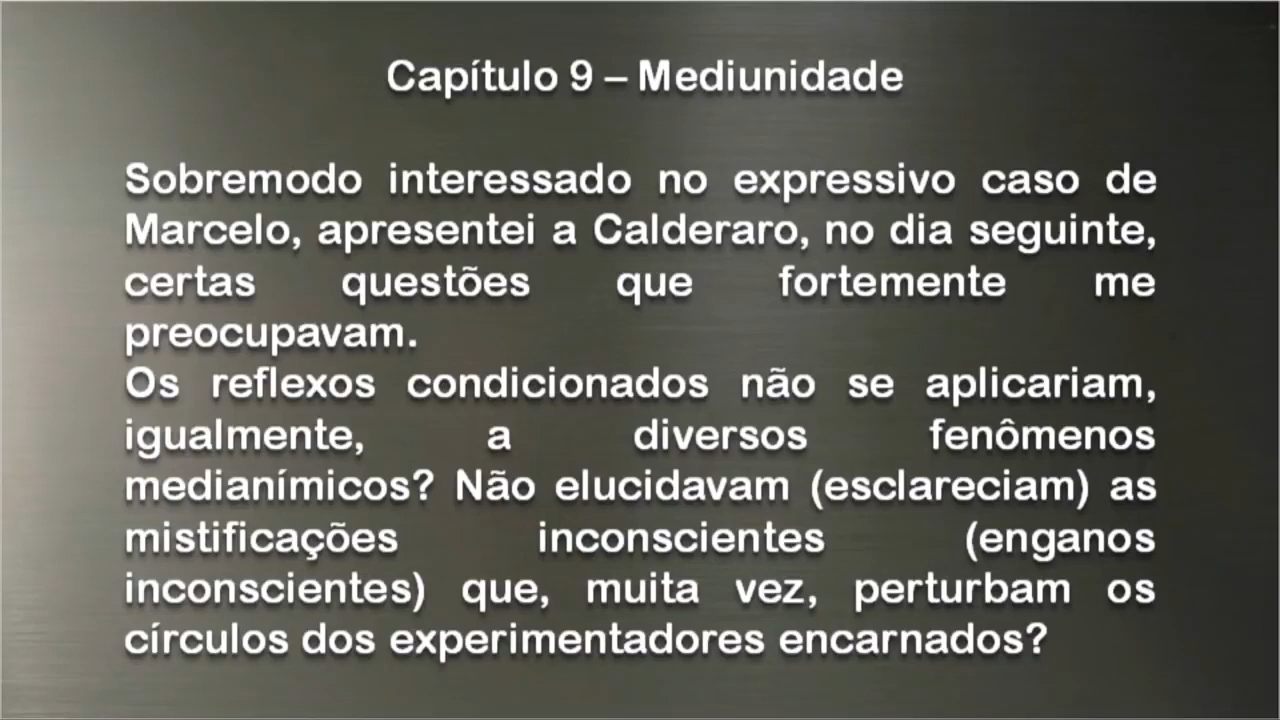 Capítulo 9 – Mediunidade
Sobremodo interessado no expressivo caso de
Marcelo, apresentei a Calderaro, no dia seguinte,
certas questões que fortemente me
preocupavam.
Os reflexos condicionados não se aplicariam,
igualmente, a diversos fenômenos
medianímicos? Não elucidavam (esclareciam) as
mistificações inconscientes (enganos
inconscientes) que, muita vez, perturbam os
círculos dos experimentadores encarnados?